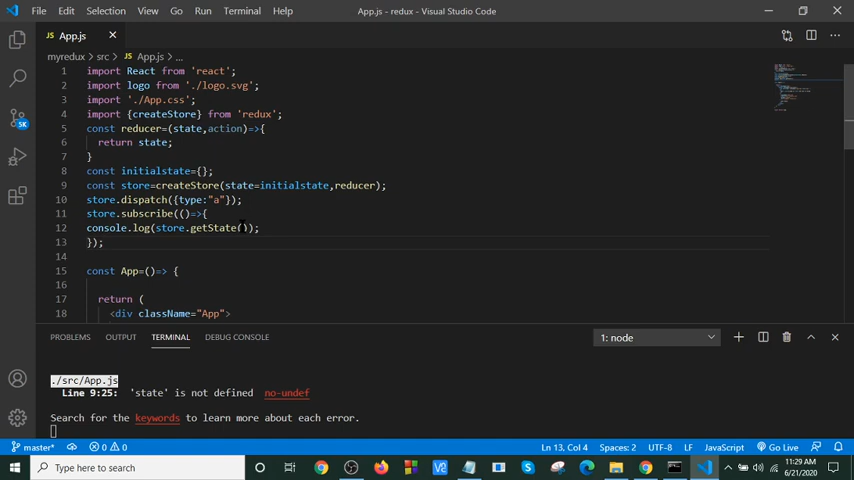 File Edit Selection View Go Run Terminal Help App.js - redux - Visual Studio Code
App.js
myredux > src > App.js > ...
1 import React from 'react';
2 import logo from './logo.svg';
3 import './App.css';
4 import {createStore} from 'redux';
5 const reducer=(state,action)=>{
6 return state;
7 }
8 const initialstate={};
9 const store=createStore(state=initialstate,reducer);
10 store.dispatch({type:"a"});
11 store.subscribe(()=>{
12 console.log(store.getState());
13 });
14
15 const App=()=> {
16
17 return (
18 <div className="App">
5K
PROBLEMS OUTPUT TERMINAL DEBUG CONSOLE 1: node
./src/App.js
Line 9:25: 'state' is not defined no-undef
Search for the keywords to learn more about each error.
master* 0 0 Ln 13, Col 4 Spaces: 2 UTF-8 LF JavaScript Go Live
Type here to search
V2
11:29 AM
6/21/2020